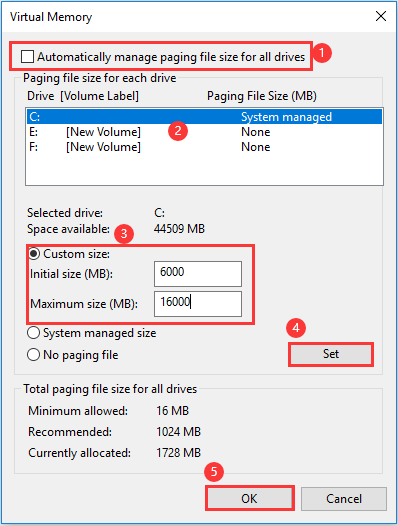 Virtual Memory
Automatically manage paging file size for all drives 1
Paging file size for each drive
Drive [Volume Label] Paging File Size (MB)
C: System managed
E: [New Volume] 2 None
F: [New Volume] None
Selected drive: C:
Space available: 44509 MB
3
Custom size:
Initial size (MB): 6000
Maximum size (MB): 16000
System managed size 4
No paging file Set
Total paging file size for all drives
Minimum allowed: 16 MB
Recommended: 1024 MB
Currently allocated: 1728 MB
5
OK Cancel